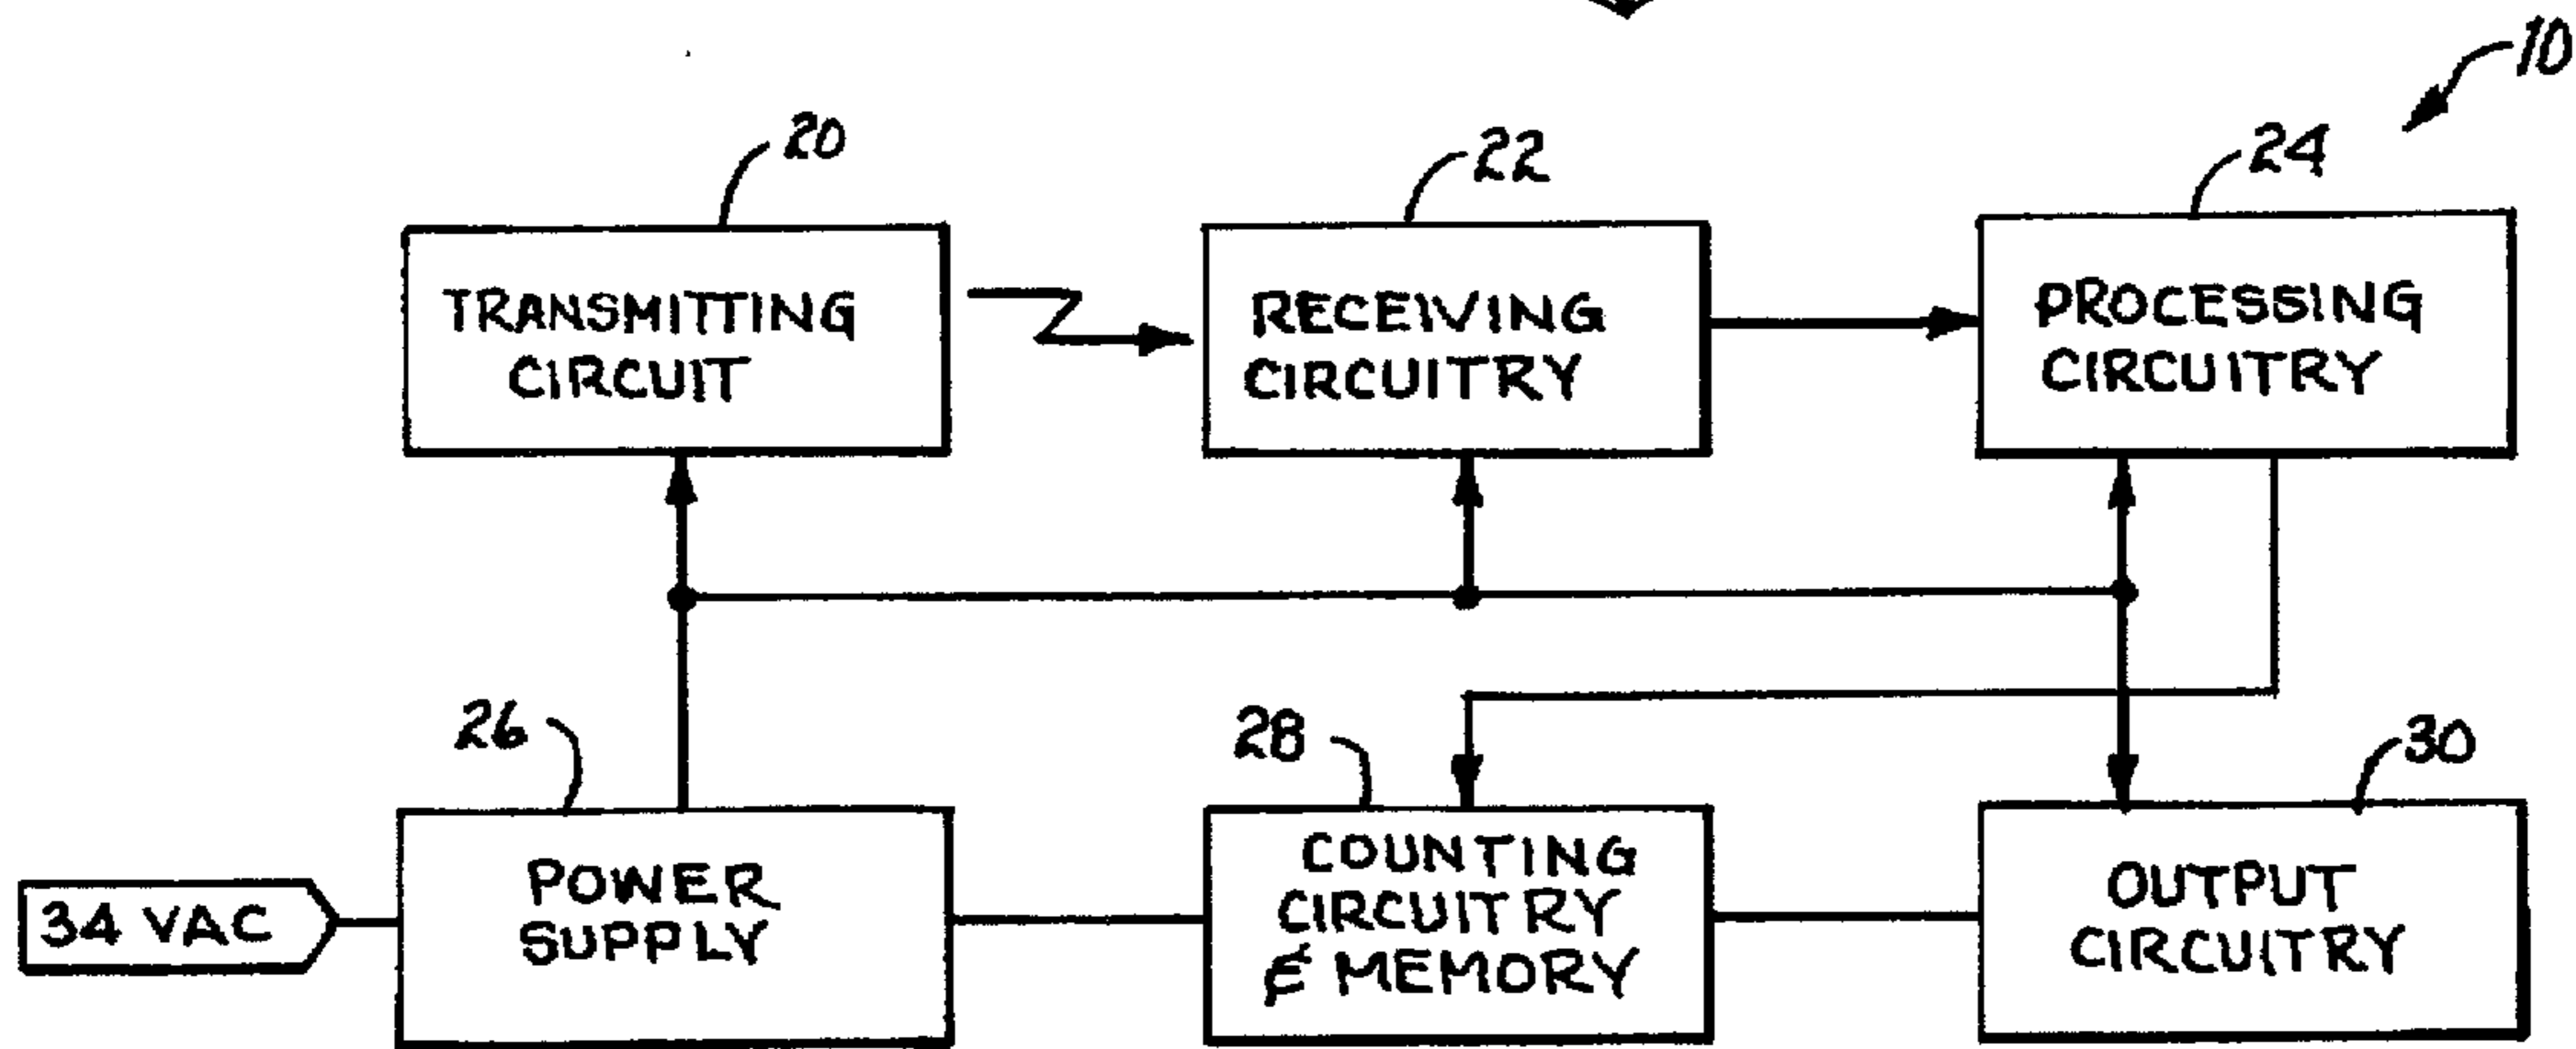 10
20
22
24
TRANSMITTING
CIRCUIT
RECEIVING
CIRCUITRY
PROCESSING
CIRCUITRY
26
28
30
34 VAC
POWER
SUPPLY
COUNTING
CIRCUITRY
& MEMORY
OUTPUT
CIRCUITRY